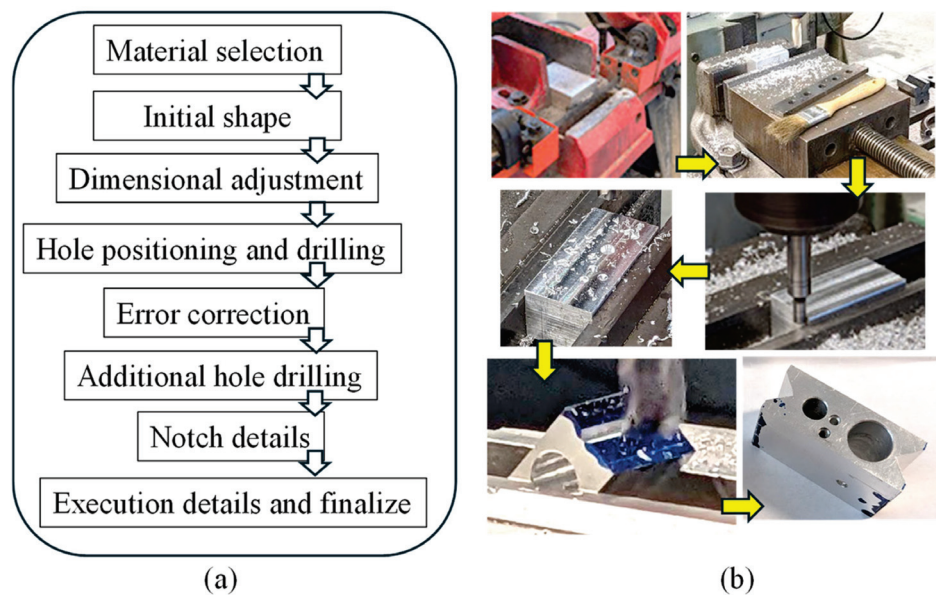 Material selection
Initial shape
Dimensional adjustment
Hole positioning and drilling
Error correction
Additional hole drilling
Notch details
Execution details and finalize
(a)
(b)